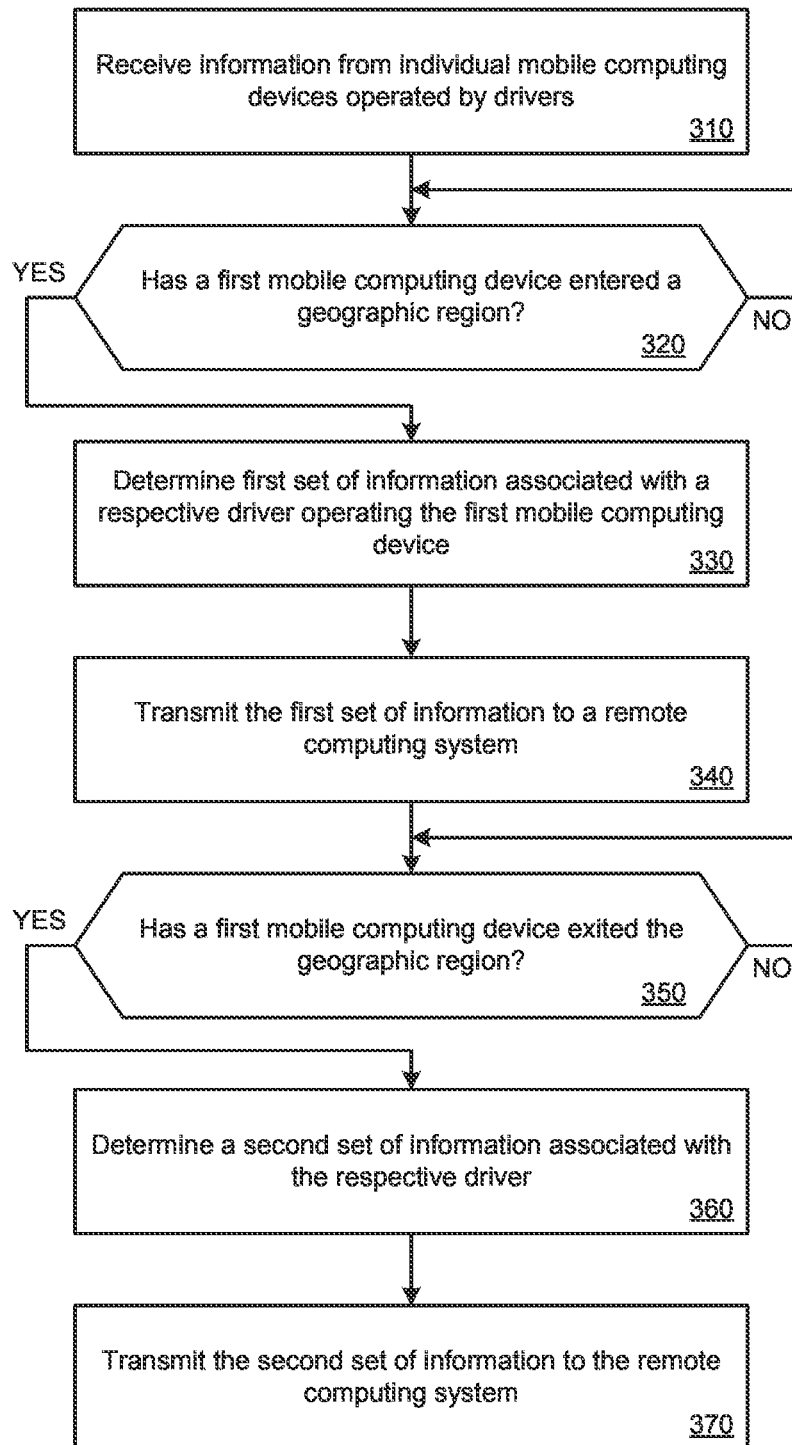 Receive information from individual mobile computing
devices operated by drivers
310
YES
Has a first mobile computing device entered a
geographic region?
320
NO
Determine first set of information associated with a
respective driver operating the first mobile computing
device
330
Transmit the first set of information to a remote
computing system
340
YES
Has a first mobile computing device exited the
geographic region?
350
NO
Determine a second set of information associated with
the respective driver
360
Transmit the second set of information to the remote
computing system
370